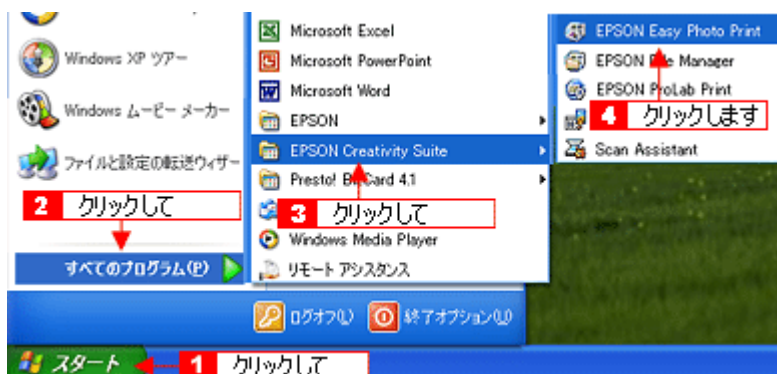 Windows XP ツアー
Windows ムービー メーカー
ファイルと設定の転送ウィザー
2 クリックして
すべてのプログラム(P)
Microsoft Excel
Microsoft PowerPoint
Microsoft Word
EPSON
EPSON Creativity Suite
Presto! Card 4.1
3 クリックして
Windows Media Player
リモート アシスタンス
EPSON Easy Photo Print
EPSON Manager
EPSON ProLab Print
4 クリックします
Scan Assistant
ログオフ(L)
終了オプション(U)
スタート
1 クリックして